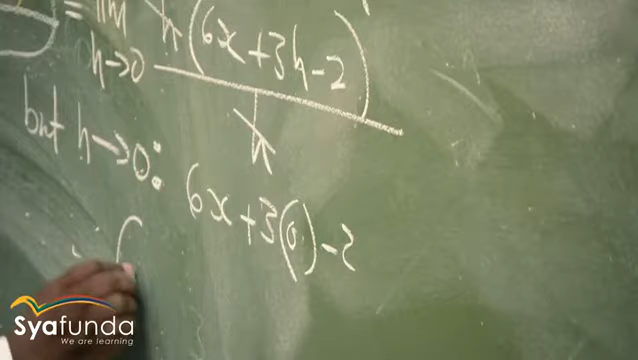 = lim h(6x+3h-2)
h→0 h
but h→0: 6x+3(0)-2
Syafunda
We are learning